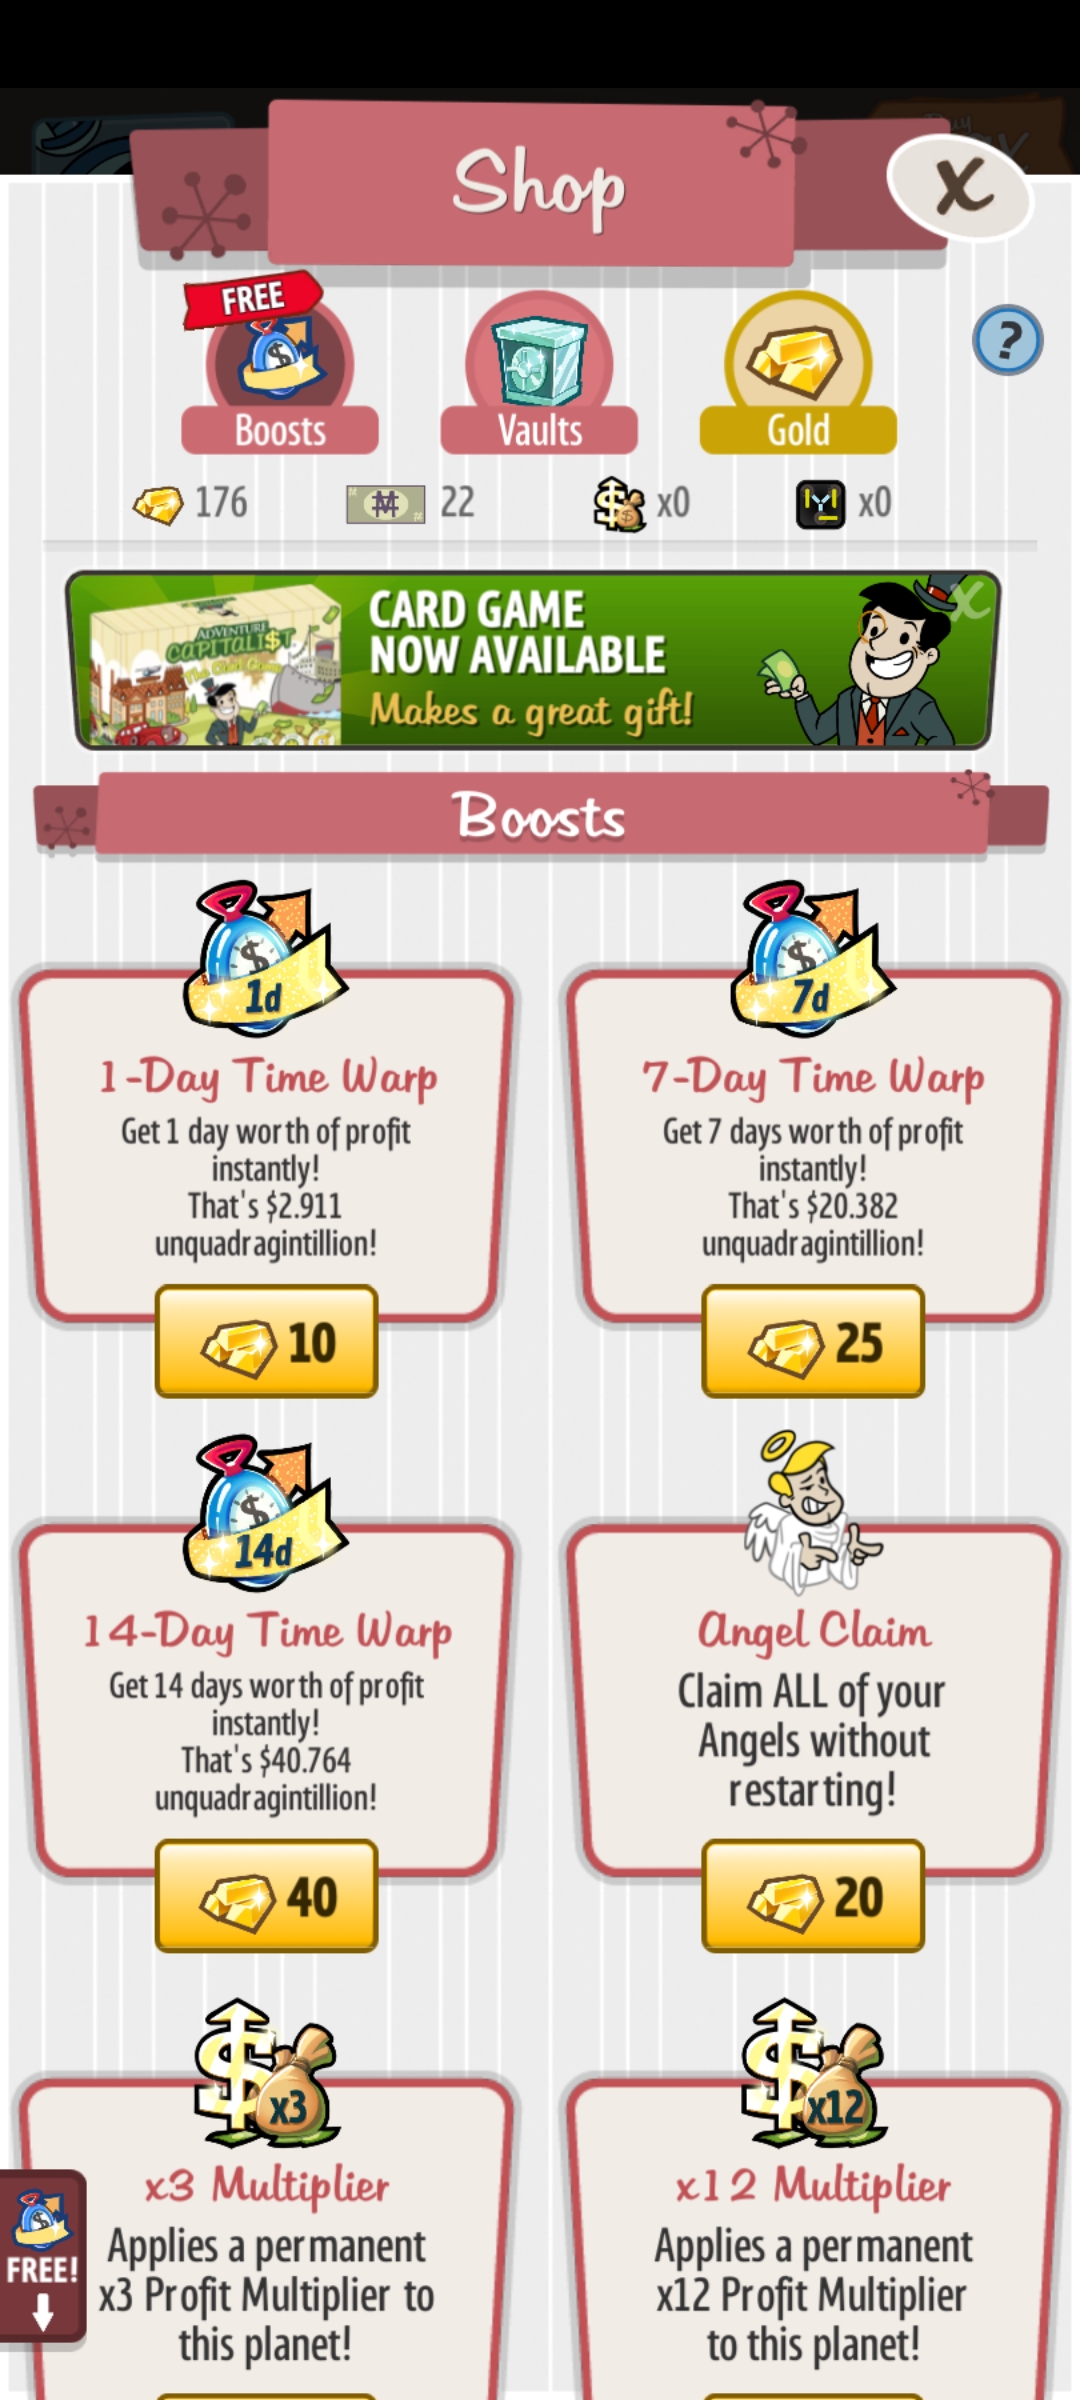 Shop
x
FREE
Boosts
Vaults
Gold
?
176
22
x0
x0
ADVENTURE
CAPITALI$T
The Card Game
CARD GAME
NOW AVAILABLE
Makes a great gift!
x
Boosts
1d
7d
1-Day Time Warp
Get 1 day worth of profit
instantly!
That's $2.911
unquadragintillion!
10
7-Day Time Warp
Get 7 days worth of profit
instantly!
That's $20.382
unquadragintillion!
25
14d
14-Day Time Warp
Get 14 days worth of profit
instantly!
That's $40.764
unquadragintillion!
40
Angel Claim
Claim ALL of your
Angels without
restarting!
20
x3
x3 Multiplier
Applies a permanent
x3 Profit Multiplier to
this planet!
x12
x12 Multiplier
Applies a permanent
x12 Profit Multiplier
to this planet!
FREE!